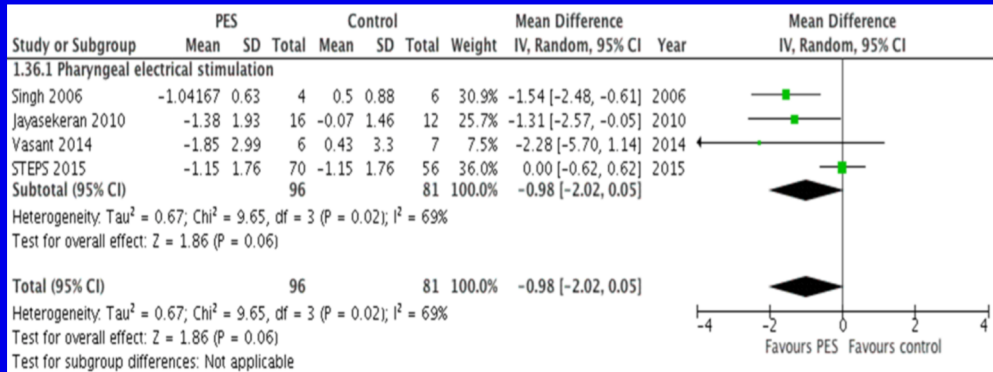 PES Control Mean Difference Mean Difference
Study or Subgroup Mean SD Total Mean SD Total Weight IV, Random, 95% CI Year IV, Random, 95% CI
1.36.1 Pharyngeal electrical stimulation
Singh 2006 -1.04167 0.63 4 0.5 0.88 6 30.9% -1.54 [-2.48, -0.61] 2006
Jayasekeran 2010 -1.38 1.93 16 -0.07 1.46 12 25.7% -1.31 [-2.57, -0.05] 2010
Vasant 2014 -1.85 2.99 6 0.43 3.3 7 7.5% -2.28 [-5.70, 1.14] 2014
STEPS 2015 -1.15 1.76 70 -1.15 1.76 56 36.0% 0.00 [-0.62, 0.62] 2015
Subtotal (95% CI) 96 81 100.0% -0.98 [-2.02, 0.05]
Heterogeneity: Tau² = 0.67; Chi² = 9.65, df = 3 (P = 0.02); I² = 69%
Test for overall effect: Z = 1.86 (P = 0.06)
Total (95% CI) 96 81 100.0% -0.98 [-2.02, 0.05]
Heterogeneity: Tau² = 0.67; Chi² = 9.65, df = 3 (P = 0.02); I² = 69%
Test for overall effect: Z = 1.86 (P = 0.06)
Test for subgroup differences: Not applicable
-4 -2 0 2 4
Favours PES Favours control